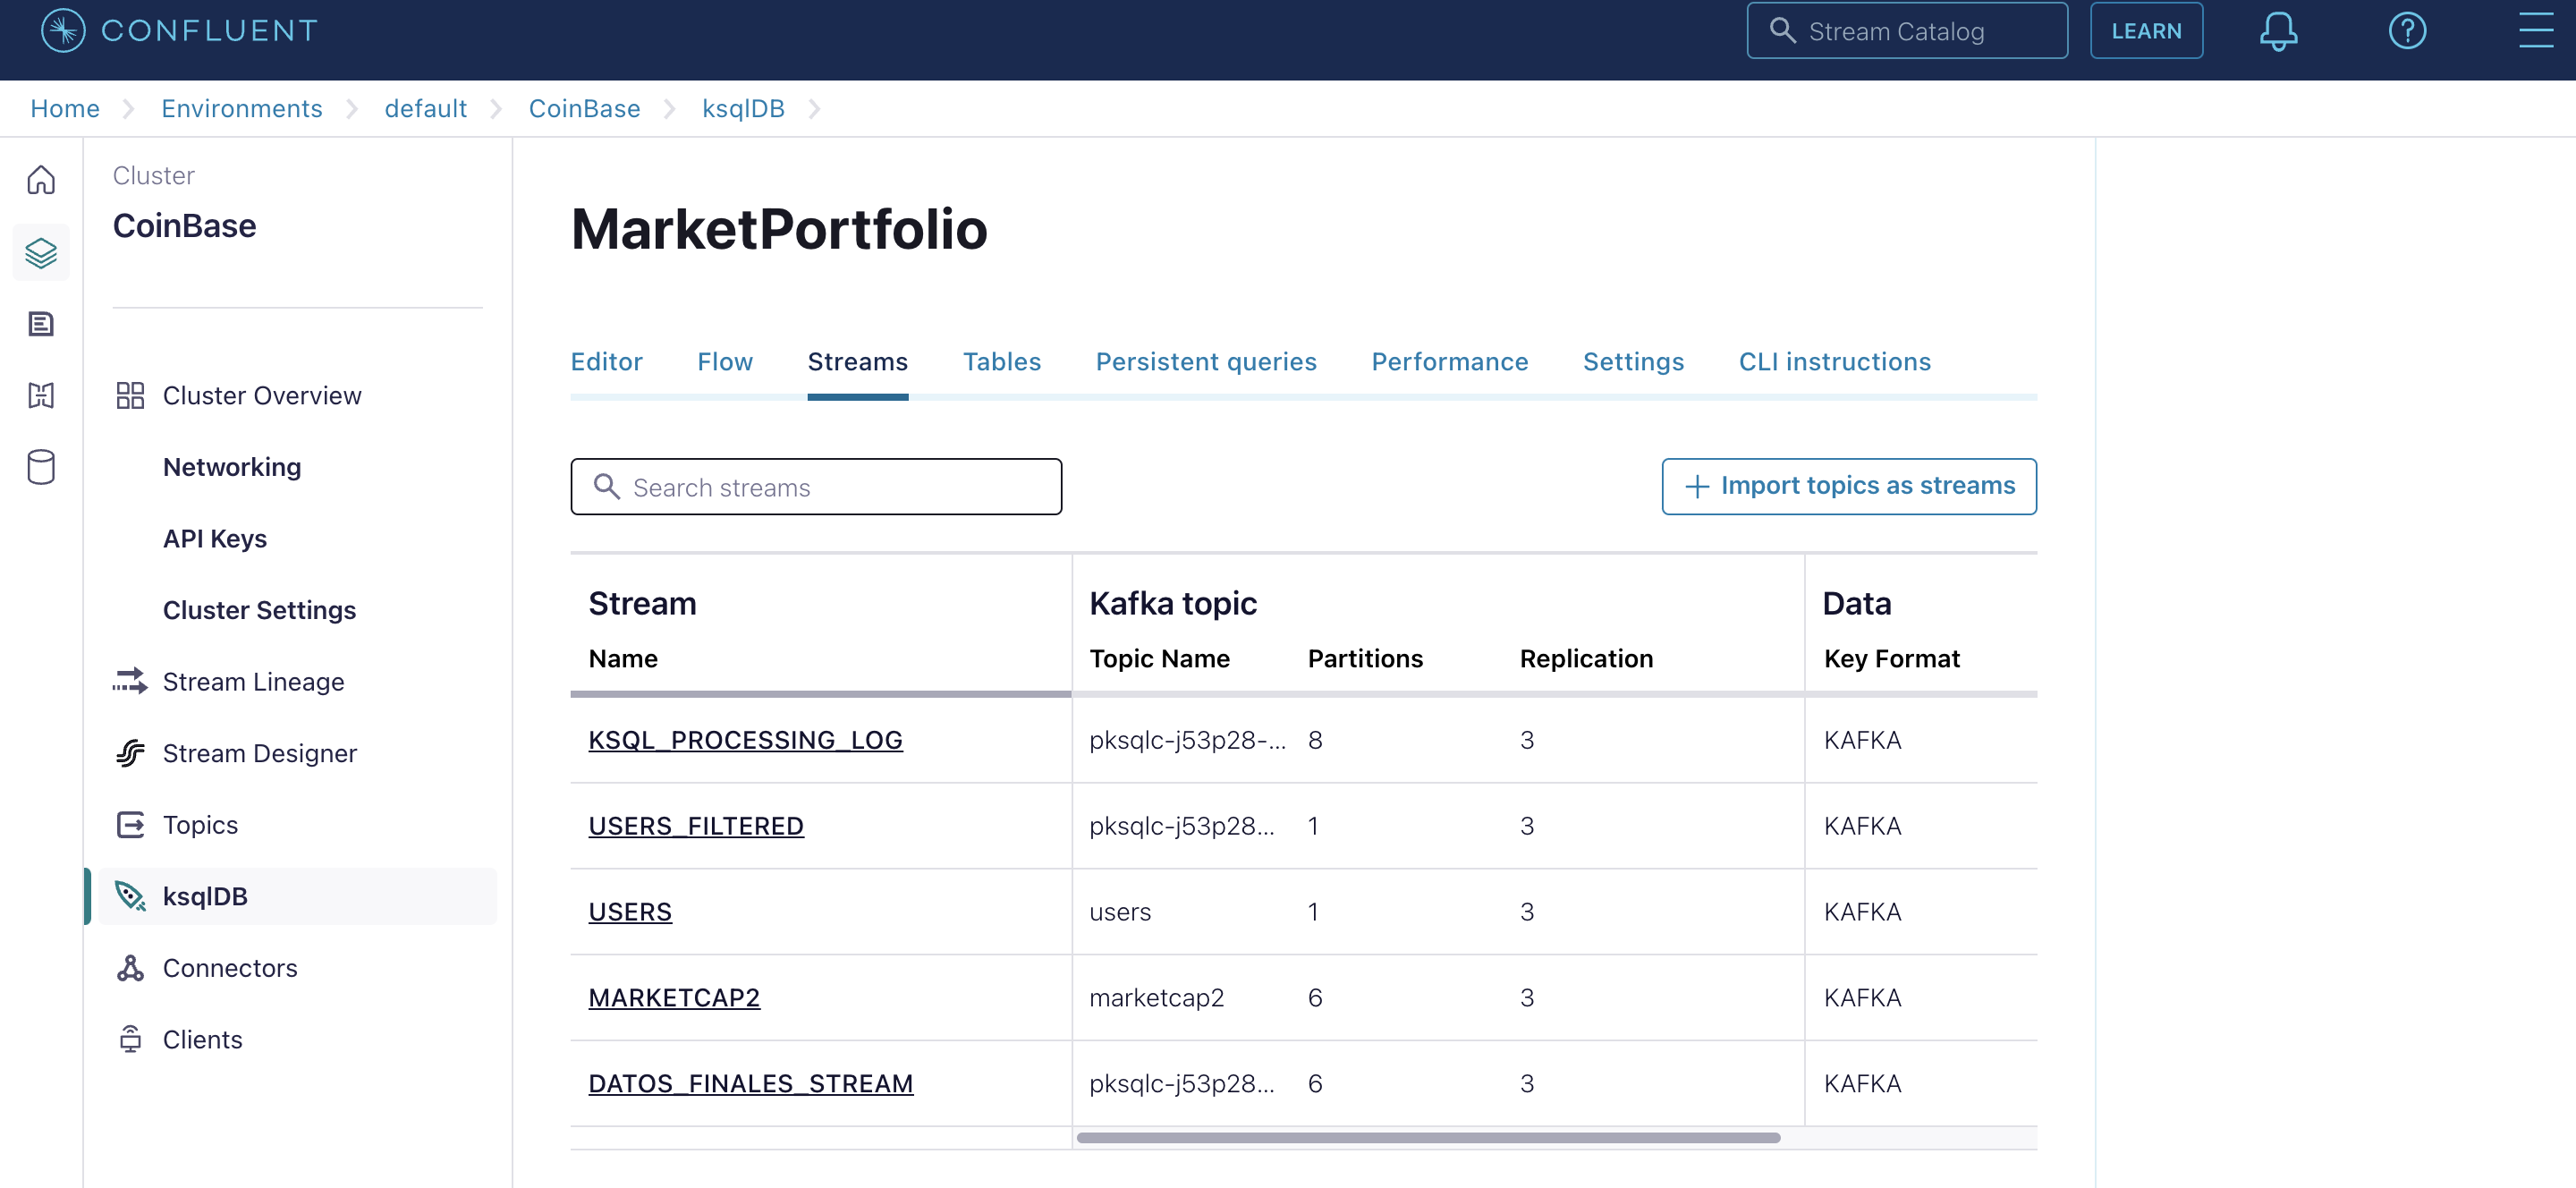 CONFLUENT
Stream Catalog
LEARN
Home
Environments
default
CoinBase
ksqlDB
Cluster
CoinBase
Cluster Overview
Networking
API Keys
Cluster Settings
Stream Lineage
Stream Designer
Topics
ksqlDB
Connectors
Clients
MarketPortfolio
Editor Flow Streams Tables Persistent queries Performance Settings CLI instructions
Search streams
Import topics as streams
Stream Kafka topic Data
Name Topic Name Partitions Replication Key Format
KSQL_PROCESSING_LOG pksqlc-j53p28-... 8 3 KAFKA
USERS_FILTERED pksqlc-j53p28... 1 3 KAFKA
USERS users 1 3 KAFKA
MARKETCAP2 marketcap2 6 3 KAFKA
DATOS_FINALES_STREAM pksqlc-j53p28... 6 3 KAFKA